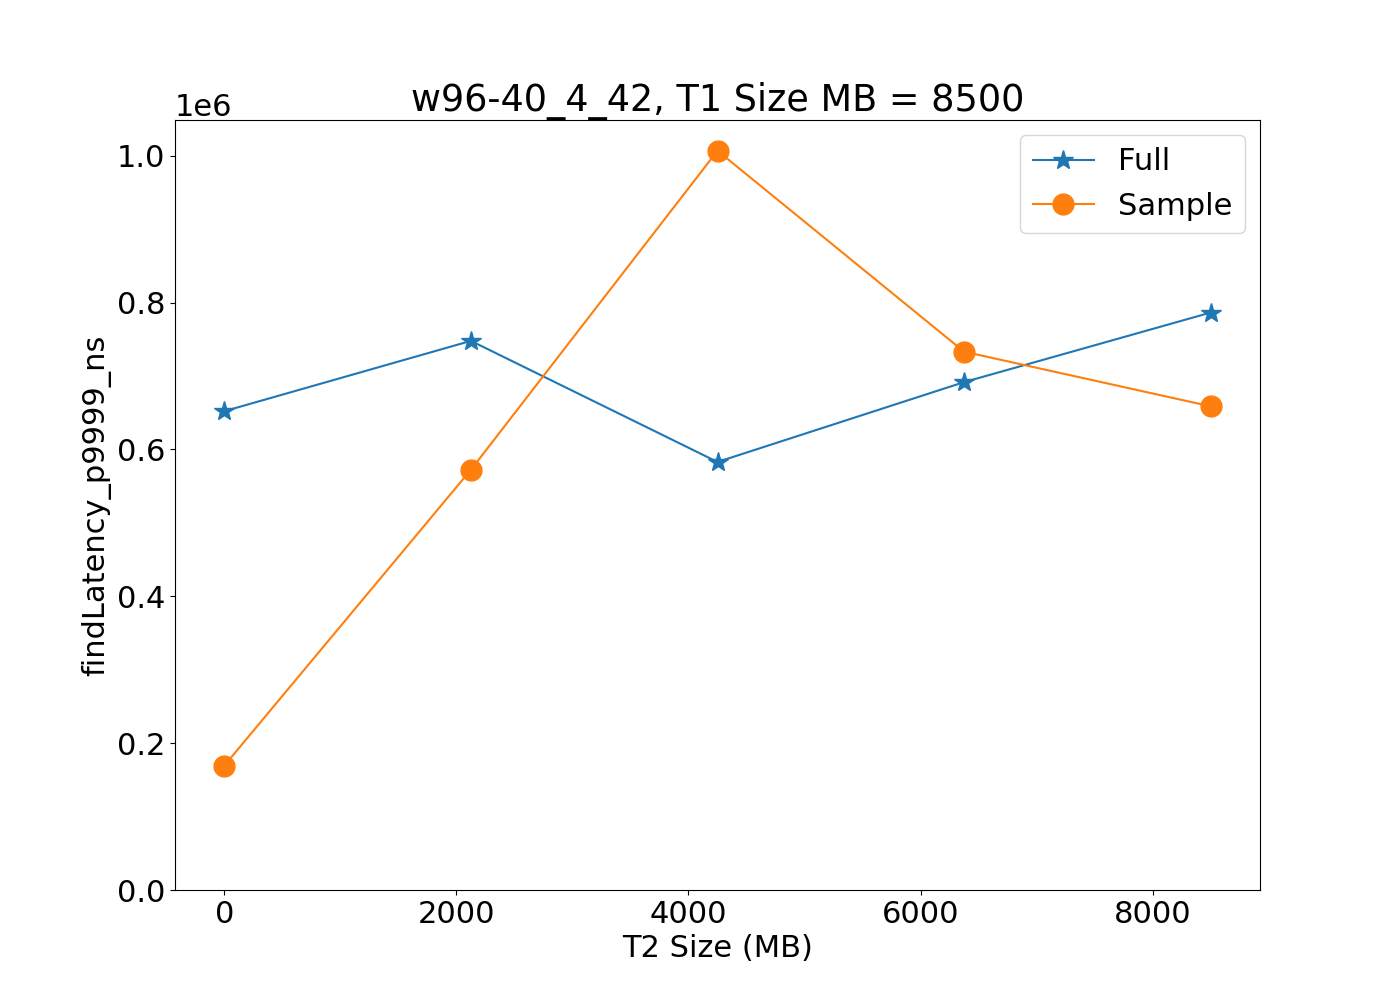 w96-40_4_42, T1 Size MB = 8500
1e6
Full
Sample
1.0
0.8
0.6
0.4
0.2
0.0
findLatency_p9999_ns
0 2000 4000 6000 8000
T2 Size (MB)